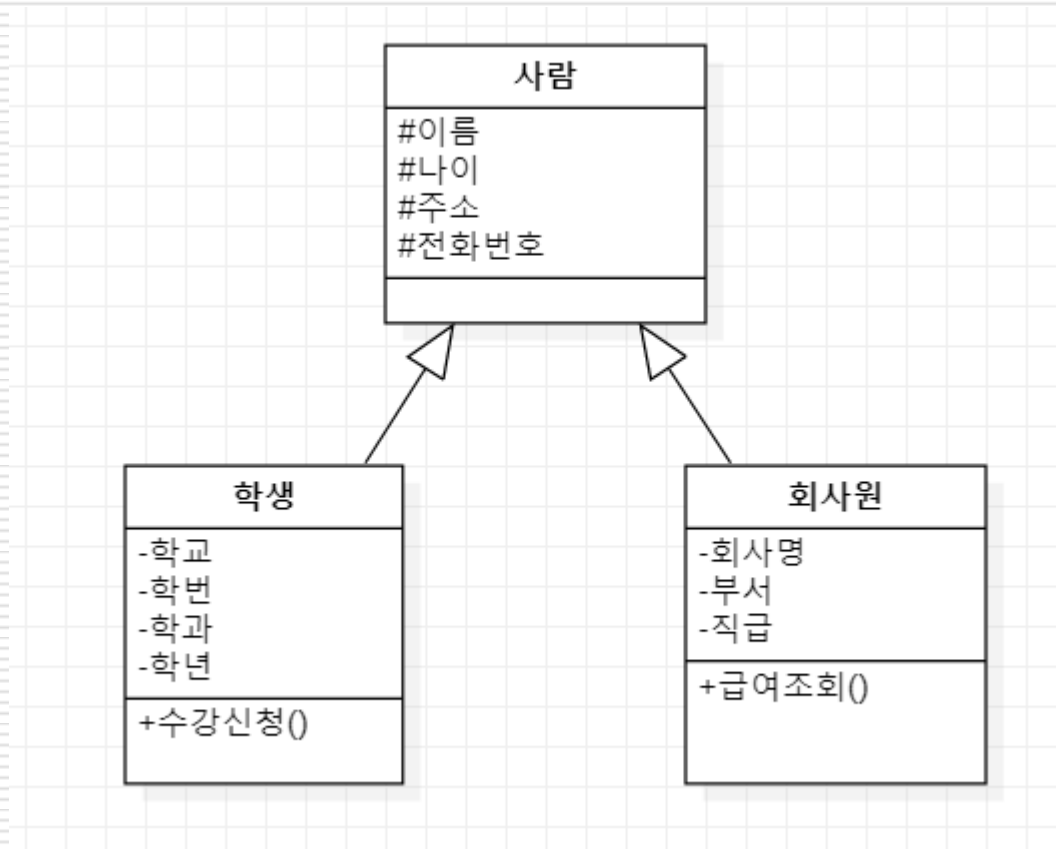 사람
#이름
#나이
#주소
#전화번호
학생
-학교
-학번
-학과
-학년
+수강신청()
회사원
-회사명
-부서
-직급
+급여조회()